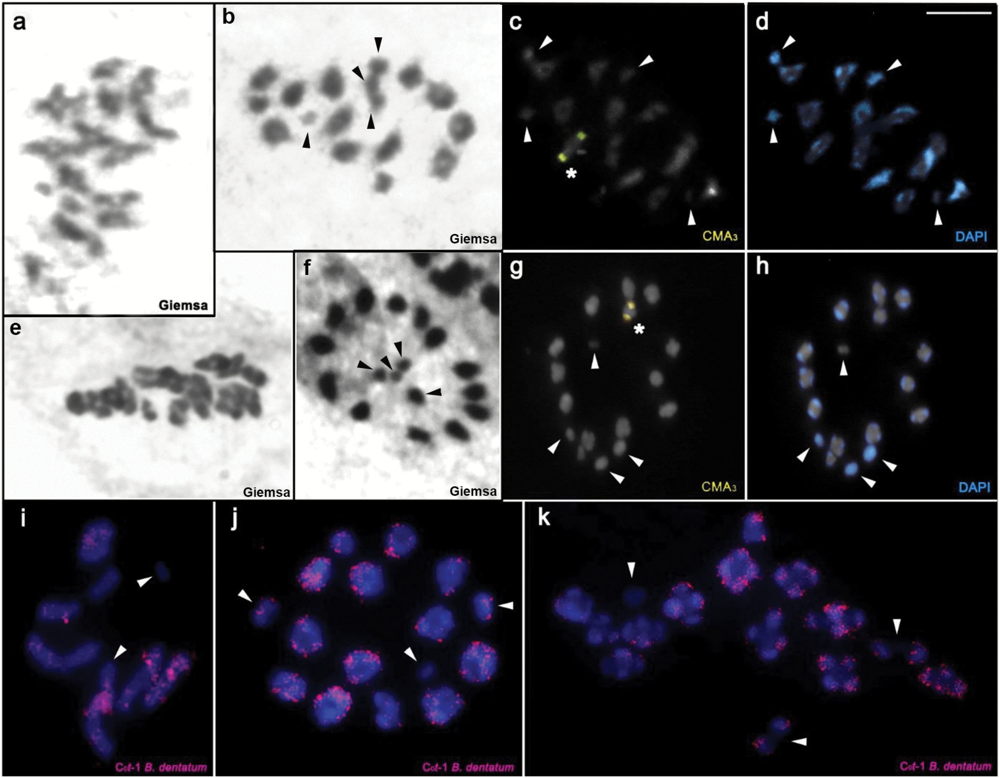 a
b
c
d
Giemsa
Giemsa
*
CMA₃
DAPI
e
f
g
h
*
Giemsa
Giemsa
CMA₃
DAPI
i
j
k
C₀t-1 B. dentatum
C₀t-1 B. dentatum
C₀t-1 B. dentatum